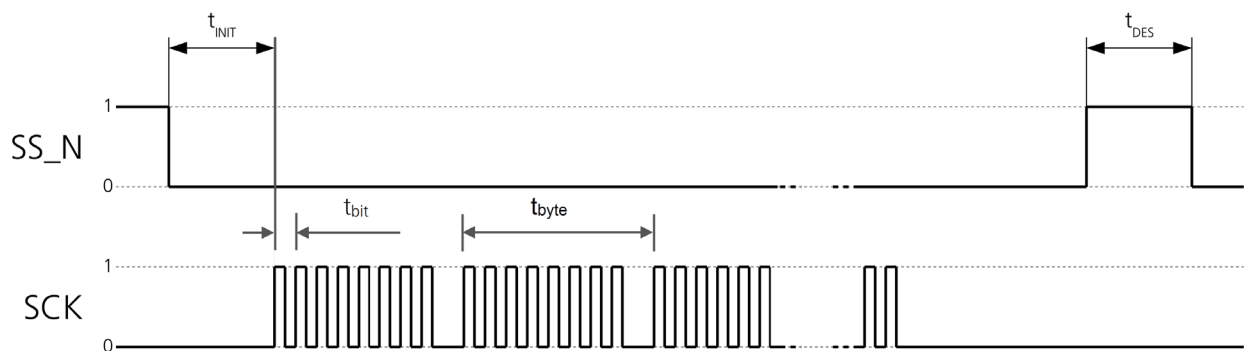 tINIT
tDES
1
SS_N
0
tbit
tbyte
1
SCK
0